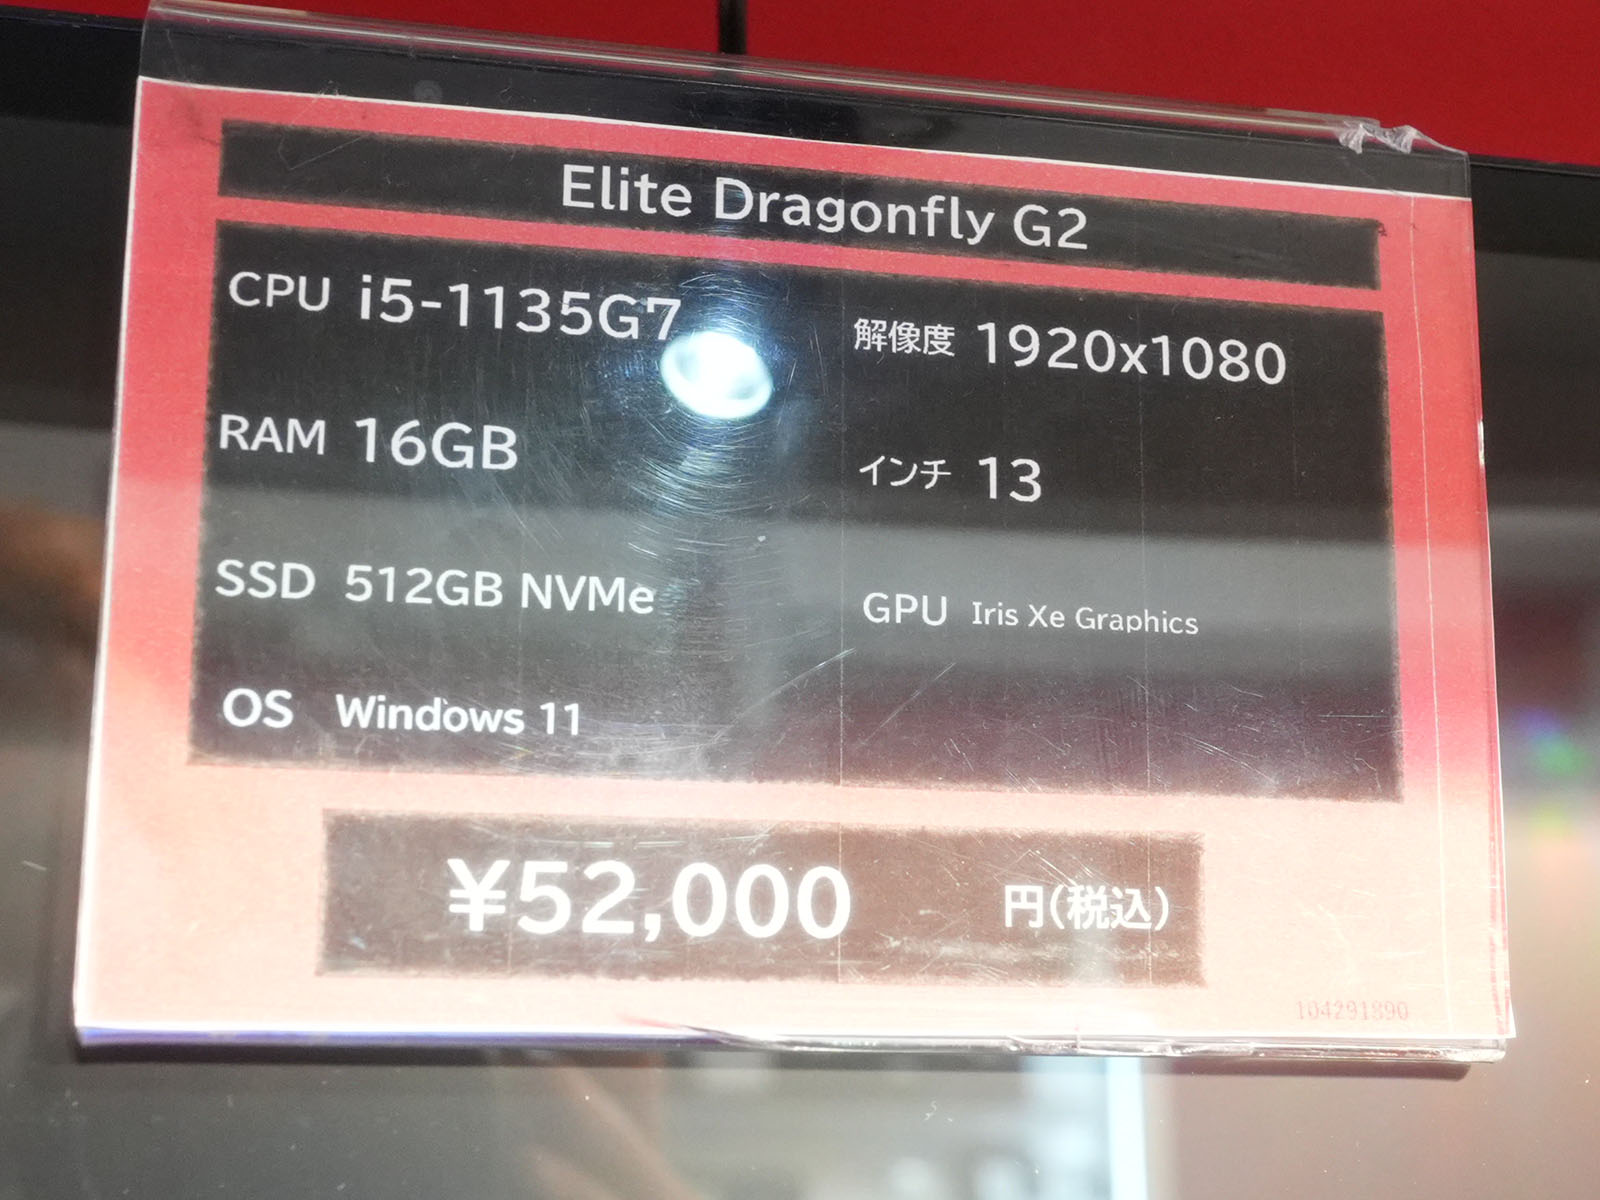 Elite Dragonfly G2
CPU i5-1135G7
解像度 1920x1080
RAM 16GB
インチ 13
SSD 512GB NVMe
GPU Iris Xe Graphics
OS Windows 11
¥52,000 円(税込)
104291890